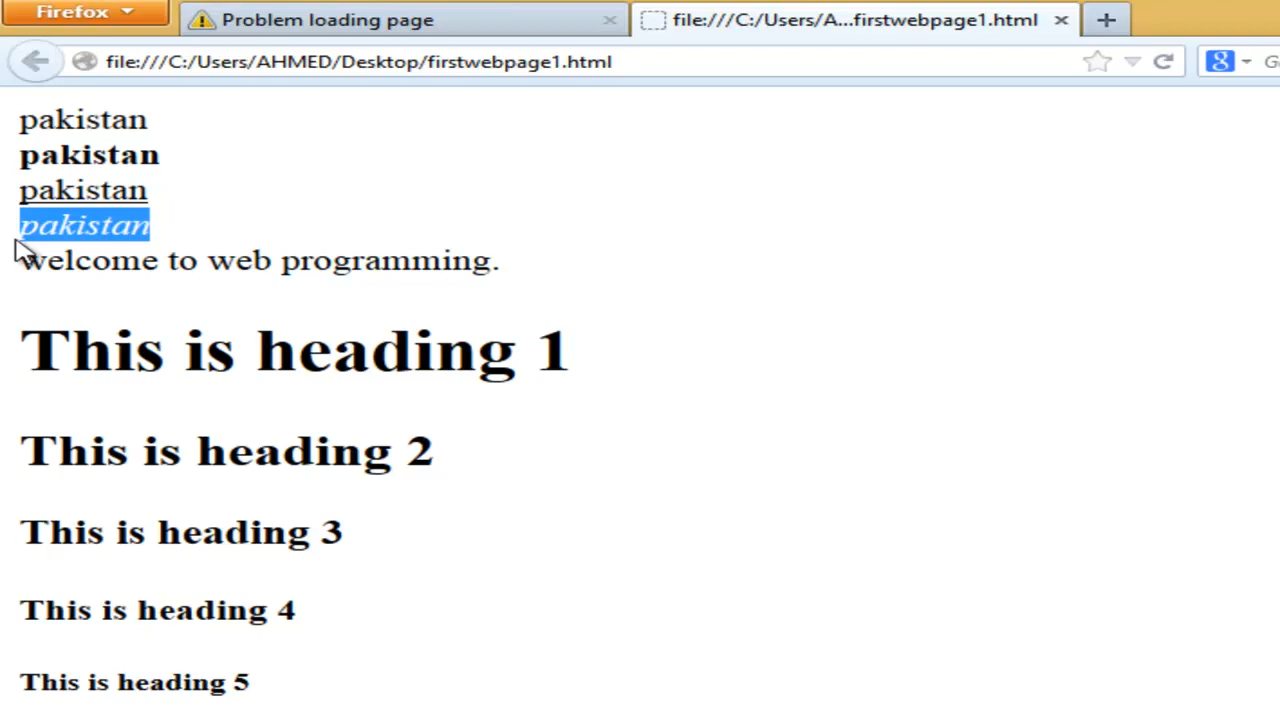 Firefox
Problem loading page
file:///C:/Users/A...firstwebpage1.html
file:///C:/Users/AHMED/Desktop/firstwebpage1.html
8
G
pakistan
pakistan
pakistan
pakistan
welcome to web programming.
This is heading 1
This is heading 2
This is heading 3
This is heading 4
This is heading 5